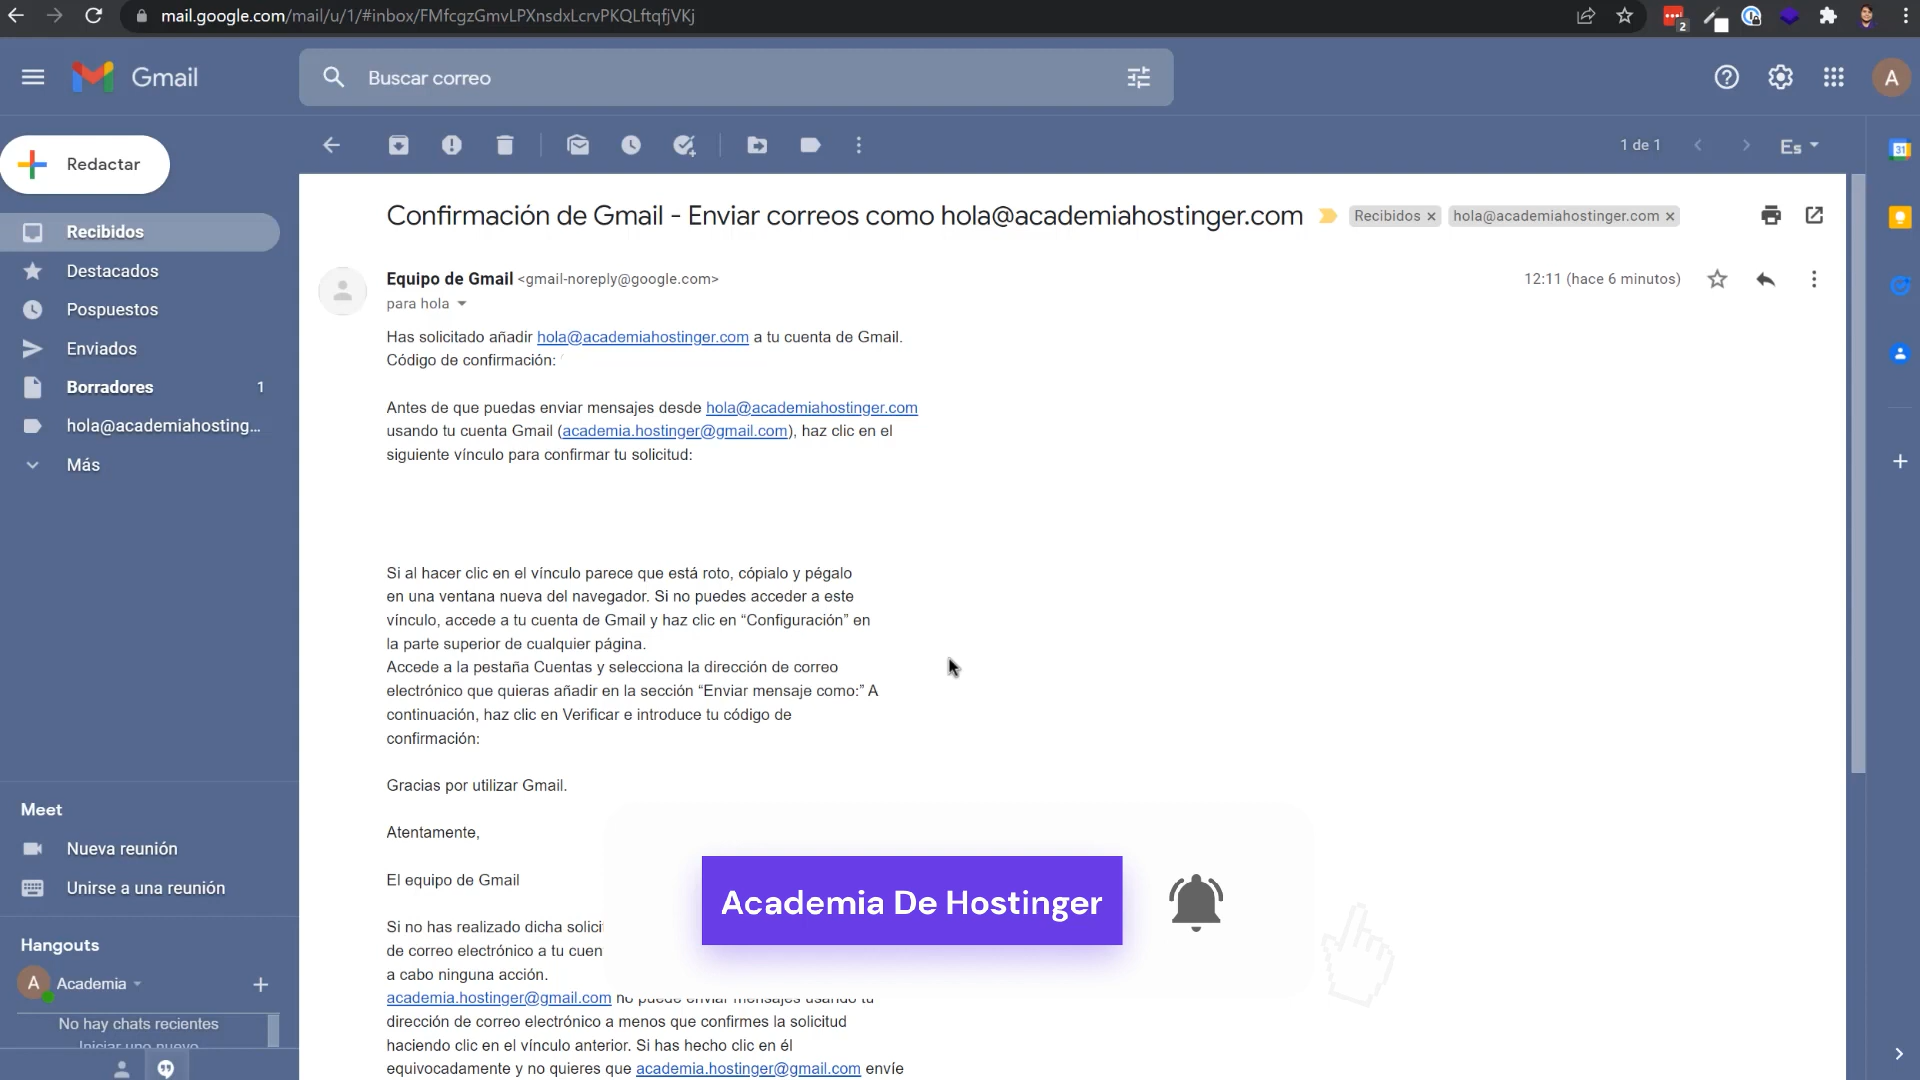 mail.google.com/mail/u/1/#inbox/FMfcgzGmvLPXnsdxLcrvPKQLftqfjVKj
2
Gmail
Buscar correo
A
Redactar
1 de 1
Es
31
Recibidos
Destacados
Pospuestos
Enviados
Borradores 1
hola@academiahosting...
Más
Confirmación de Gmail - Enviar correos como hola@academiahostinger.com
Recibidos x
hola@academiahostinger.com x
Equipo de Gmail <gmail-noreply@google.com>
12:11 (hace 6 minutos)
para hola
Has solicitado añadir hola@academiahostinger.com a tu cuenta de Gmail.
Código de confirmación:
Antes de que puedas enviar mensajes desde hola@academiahostinger.com
usando tu cuenta Gmail (academia.hostinger@gmail.com), haz clic en el
siguiente vínculo para confirmar tu solicitud:
Si al hacer clic en el vínculo parece que está roto, cópialo y pégalo
en una ventana nueva del navegador. Si no puedes acceder a este
vínculo, accede a tu cuenta de Gmail y haz clic en “Configuración” en
la parte superior de cualquier página.
Accede a la pestaña Cuentas y selecciona la dirección de correo
electrónico que quieras añadir en la sección “Enviar mensaje como:” A
continuación, haz clic en Verificar e introduce tu código de
confirmación:
Gracias por utilizar Gmail.
Atentamente,
El equipo de Gmail
Si no has realizado dicha solici
de correo electrónico a tu cuen
a cabo ninguna acción.
academia.hostinger@gmail.com no puede enviar mensajes usando tu
dirección de correo electrónico a menos que confirmes la solicitud
haciendo clic en el vínculo anterior. Si has hecho clic en él
equivocadamente y no quieres que academia.hostinger@gmail.com envíe
Academia De Hostinger
Meet
Nueva reunión
Unirse a una reunión
Hangouts
A
Academia
No hay chats recientes
Iniciar uno nuevo